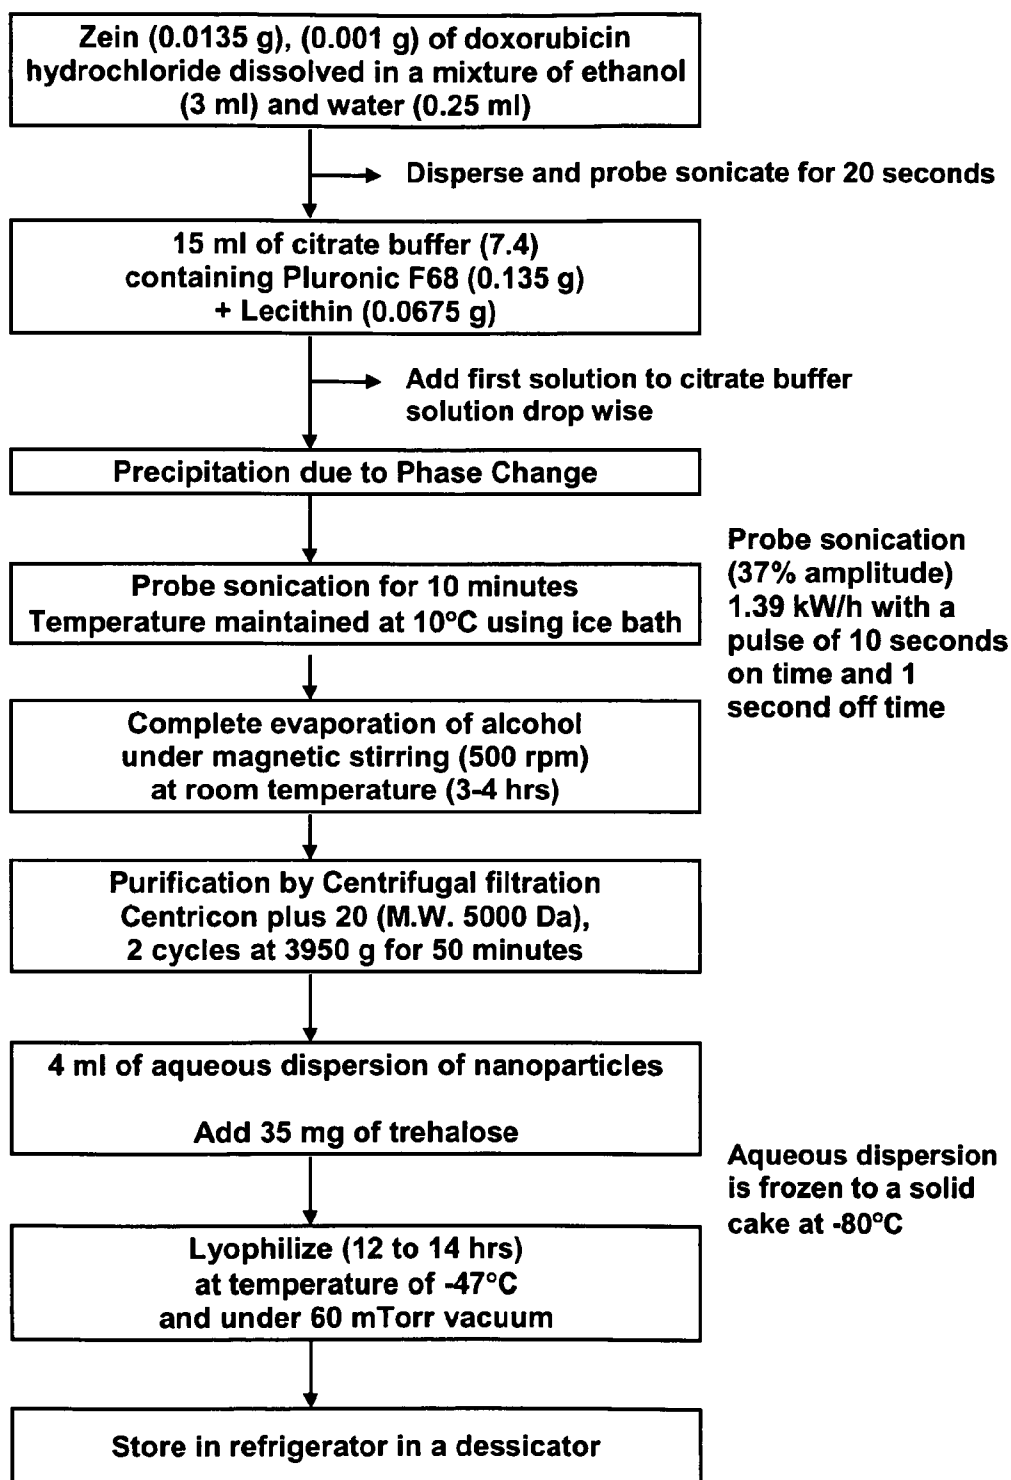 Zein (0.0135 g), (0.001 g) of doxorubicin
hydrochloride dissolved in a mixture of ethanol
(3 ml) and water (0.25 ml)
Disperse and probe sonicate for 20 seconds
15 ml of citrate buffer (7.4)
containing Pluronic F68 (0.135 g)
+ Lecithin (0.0675 g)
Add first solution to citrate buffer
solution drop wise
Precipitation due to Phase Change
Probe sonication for 10 minutes
Temperature maintained at 10°C using ice bath
Probe sonication
(37% amplitude)
1.39 kW/h with a
pulse of 10 seconds
on time and 1
second off time
Complete evaporation of alcohol
under magnetic stirring (500 rpm)
at room temperature (3-4 hrs)
Purification by Centrifugal filtration
Centricon plus 20 (M.W. 5000 Da),
2 cycles at 3950 g for 50 minutes
4 ml of aqueous dispersion of nanoparticles
Add 35 mg of trehalose
Aqueous dispersion
is frozen to a solid
cake at -80°C
Lyophilize (12 to 14 hrs)
at temperature of -47°C
and under 60 mTorr vacuum
Store in refrigerator in a dessicator